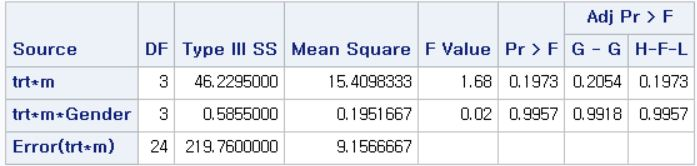 Adj Pr > F
Source DF Type III SS Mean Square F Value Pr > F G - G H-F-L
trt*m 3 46.2295000 15.4098333 1.68 0.1973 0.2054 0.1973
trt*m*Gender 3 0.5855000 0.1951667 0.02 0.9957 0.9918 0.9957
Error(trt*m) 24 219.7600000 9.1566667